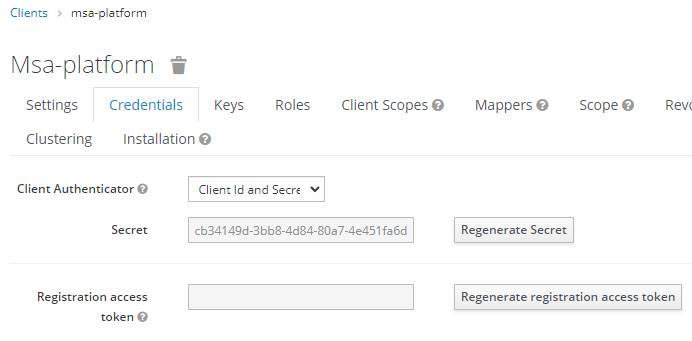 Clients > msa-platform
Msa-platform
Settings Credentials Keys Roles Client Scopes ? Mappers ? Scope ? Revo
Clustering Installation ?
Client Authenticator ? Client Id and Secre
Secret cb34149d-3bb8-4d84-80a7-4e451fa6d Regenerate Secret
Registration access
token ? Regenerate registration access token